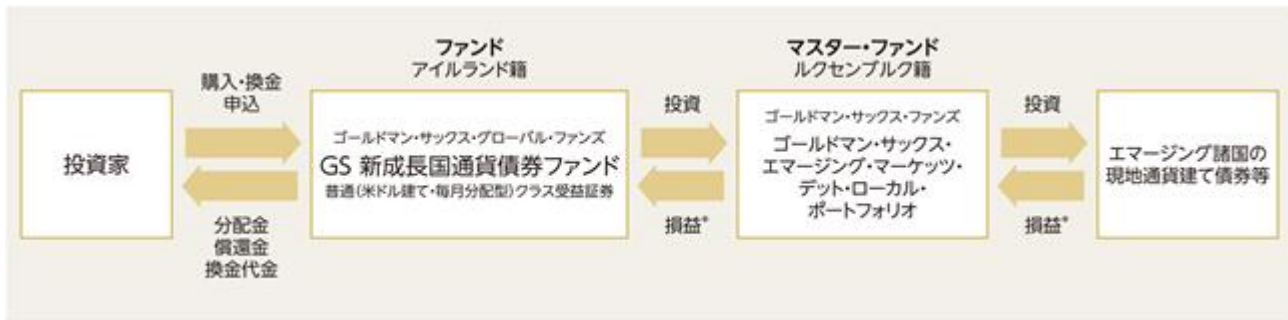 ファンド
アイルランド籍
マスター・ファンド
ルクセンブルク籍
購入・換金
申込
投資
投資
投資家
ゴールドマン・サックス・グローバル・ファンズ
GS 新成長国通貨債券ファンド
普通(米ドル建て・毎月分配型)クラス受益証券
ゴールドマン・サックス・ファンズ
ゴールドマン・サックス・
エマージング・マーケッツ・
デット・ローカル・
ポートフォリオ
エマージング諸国の
現地通貨建て債券等
分配金
償還金
換金代金
損益*
損益*